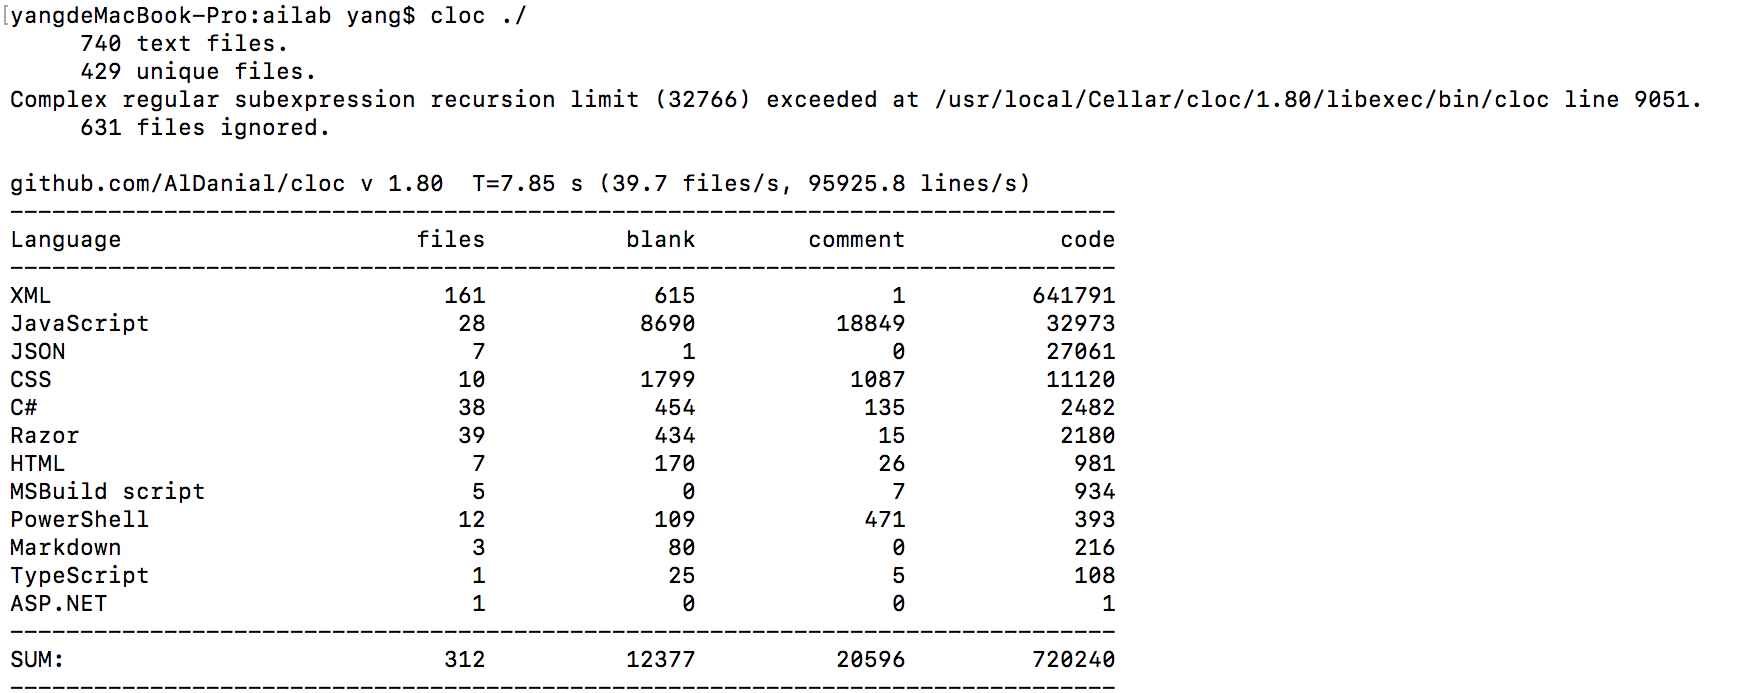 [yangdeMacBook-Pro:ailab yang$ cloc ./
     740 text files.
     429 unique files.
Complex regular subexpression recursion limit (32766) exceeded at /usr/local/Cellar/cloc/1.80/libexec/bin/cloc line 9051.
     631 files ignored.

github.com/AlDanial/cloc v 1.80  T=7.85 s (39.7 files/s, 95925.8 lines/s)
-------------------------------------------------------------------------------
Language                     files          blank        comment           code
-------------------------------------------------------------------------------
XML                            161            615              1         641791
JavaScript                      28           8690          18849          32973
JSON                             7              1              0          27061
CSS                             10           1799           1087          11120
C#                              38            454            135           2482
Razor                           39            434             15           2180
HTML                             7            170             26            981
MSBuild script                   5              0              7            934
PowerShell                      12            109            471            393
Markdown                         3             80              0            216
TypeScript                       1             25              5            108
ASP.NET                          1              0              0              1
-------------------------------------------------------------------------------
SUM:                           312          12377          20596         720240
-------------------------------------------------------------------------------